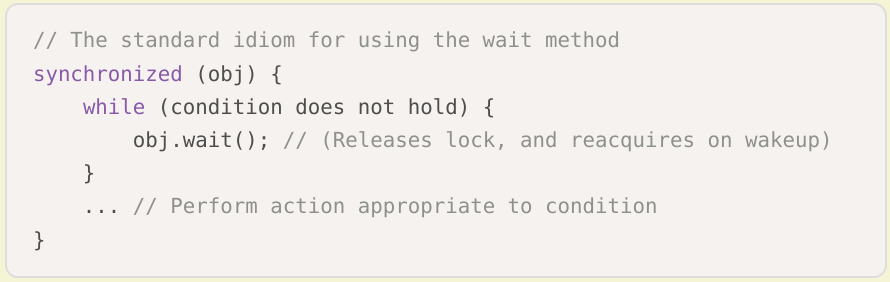 // The standard idiom for using the wait method
synchronized (obj) {
    while (condition does not hold) {
        obj.wait(); // (Releases lock, and reacquires on wakeup)
    }
    ... // Perform action appropriate to condition
}